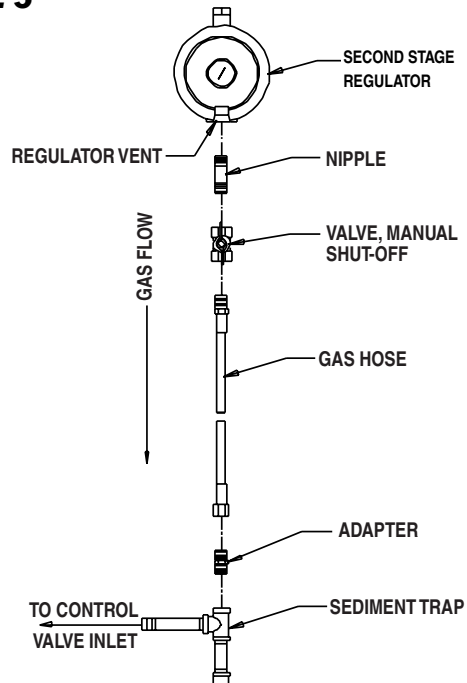 SECOND STAGE
REGULATOR
REGULATOR VENT
NIPPLE
VALVE, MANUAL
SHUT-OFF
GAS FLOW
GAS HOSE
ADAPTER
TO CONTROL
VALVE INLET
SEDIMENT TRAP